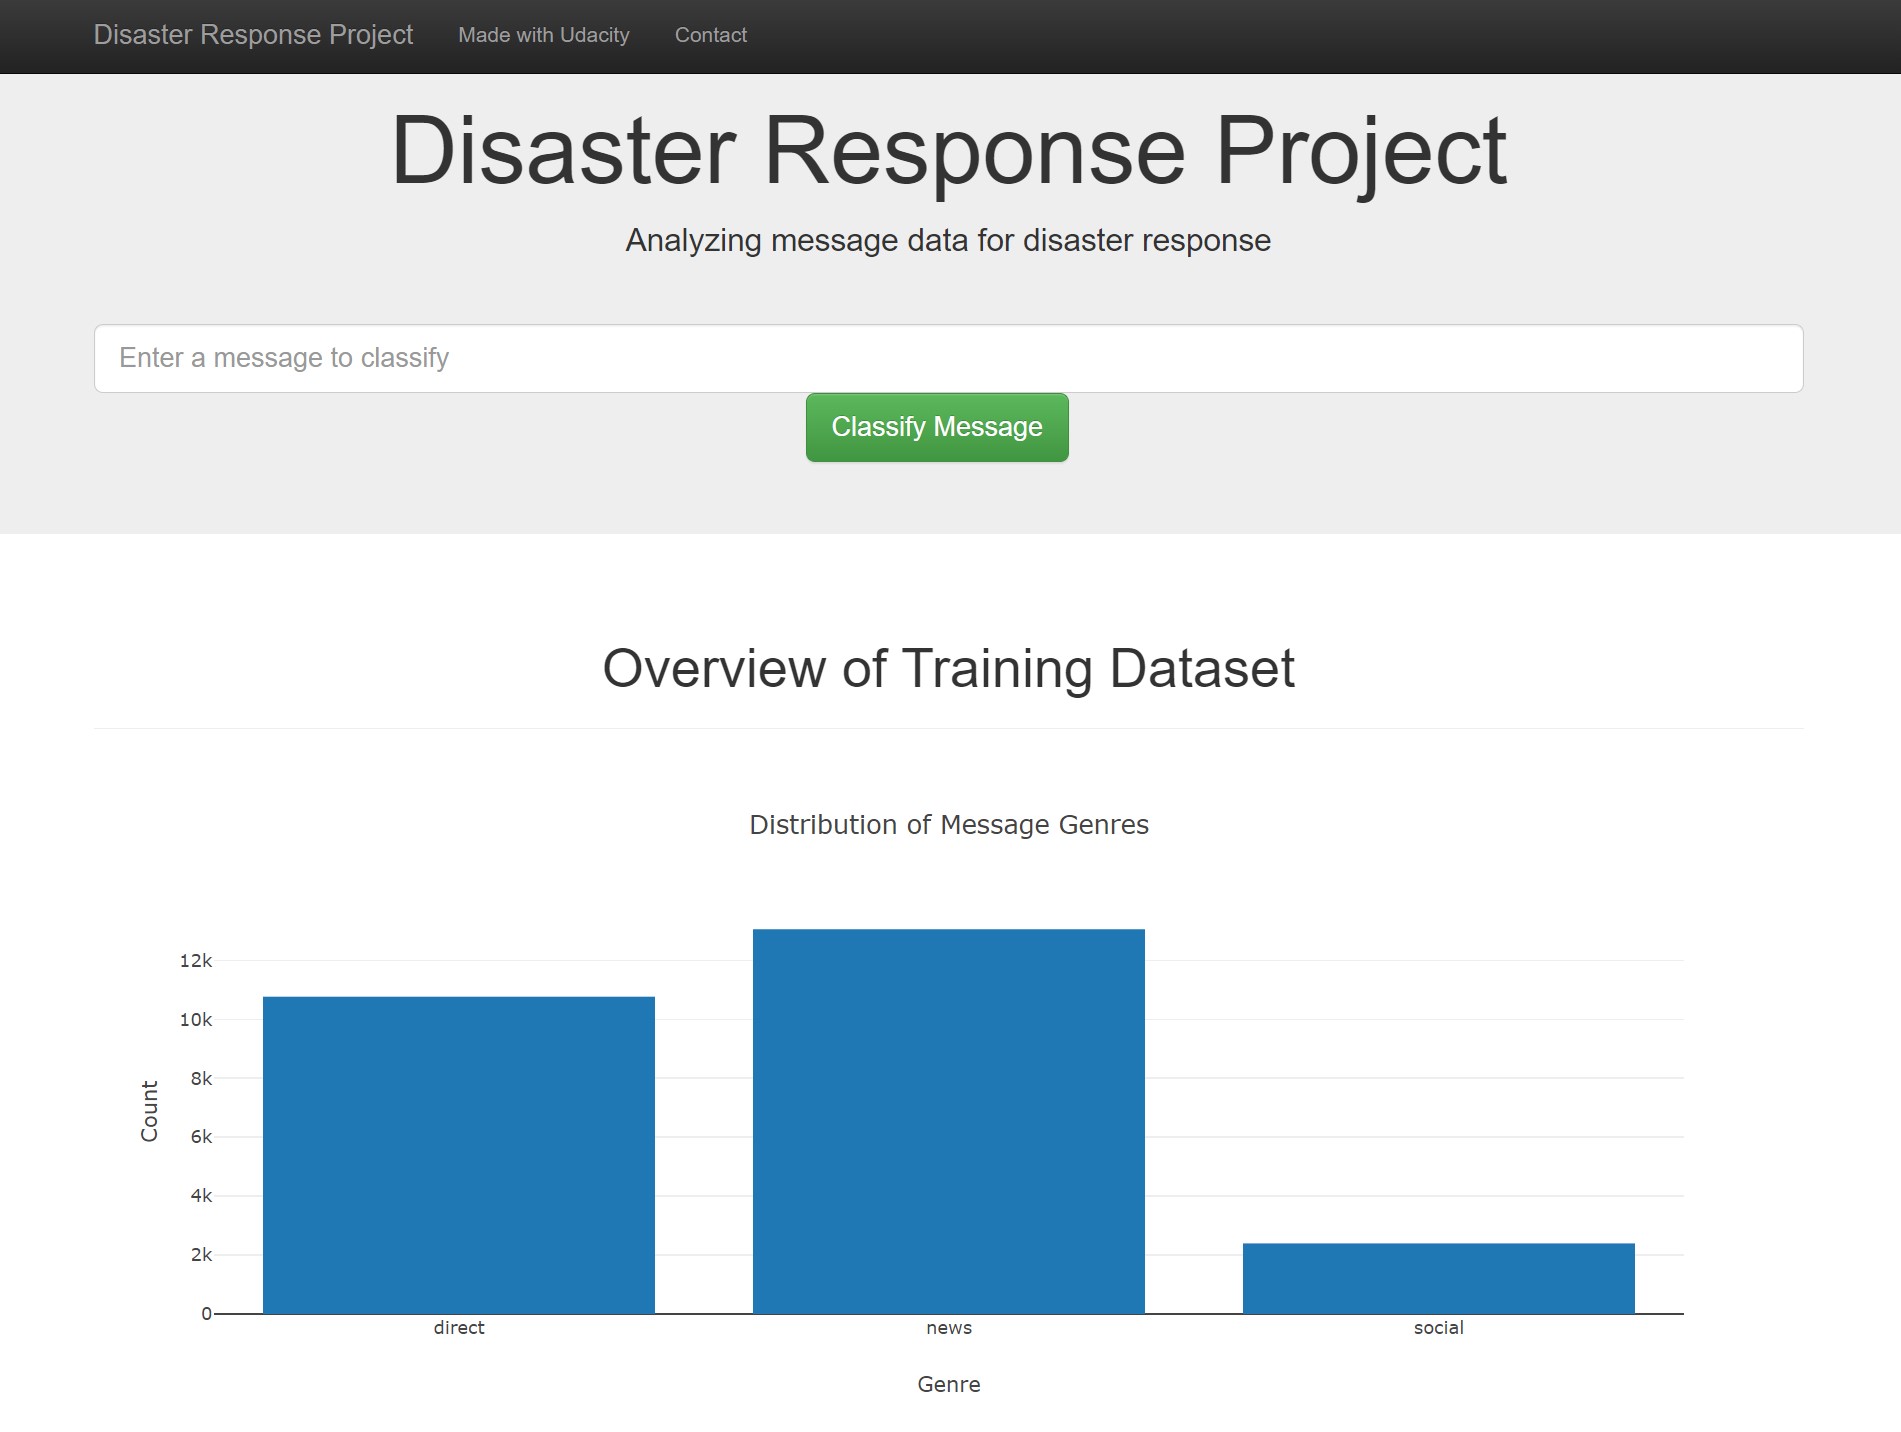 Disaster Response Project Made with Udacity Contact
Disaster Response Project
Analyzing message data for disaster response
Enter a message to classify
Classify Message
Overview of Training Dataset
Distribution of Message Genres
12k
10k
8k
6k
4k
2k
0
Count
direct news social
Genre